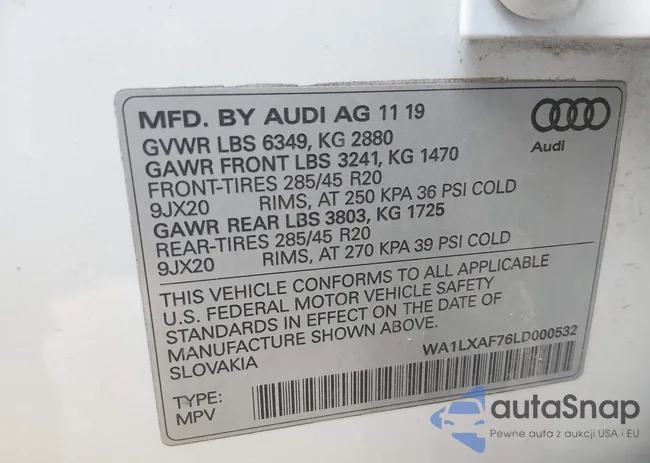 MFD. BY AUDI AG 11 19
GVWR LBS 6349, KG 2880
GAWR FRONT LBS 3241, KG 1470
FRONT-TIRES 285/45 R20
9JX20 RIMS, AT 250 KPA 36 PSI COLD
GAWR REAR LBS 3803, KG 1725
REAR-TIRES 285/45 R20
9JX20 RIMS, AT 270 KPA 39 PSI COLD
Audi
THIS VEHICLE CONFORMS TO ALL APPLICABLE
U.S. FEDERAL MOTOR VEHICLE SAFETY
STANDARDS IN EFFECT ON THE DATE OF
MANUFACTURE SHOWN ABOVE.
SLOVAKIA
WA1LXAF76LD000532
TYPE:
MPV
autaSnap
Pewne auta z aukcji USA i EU